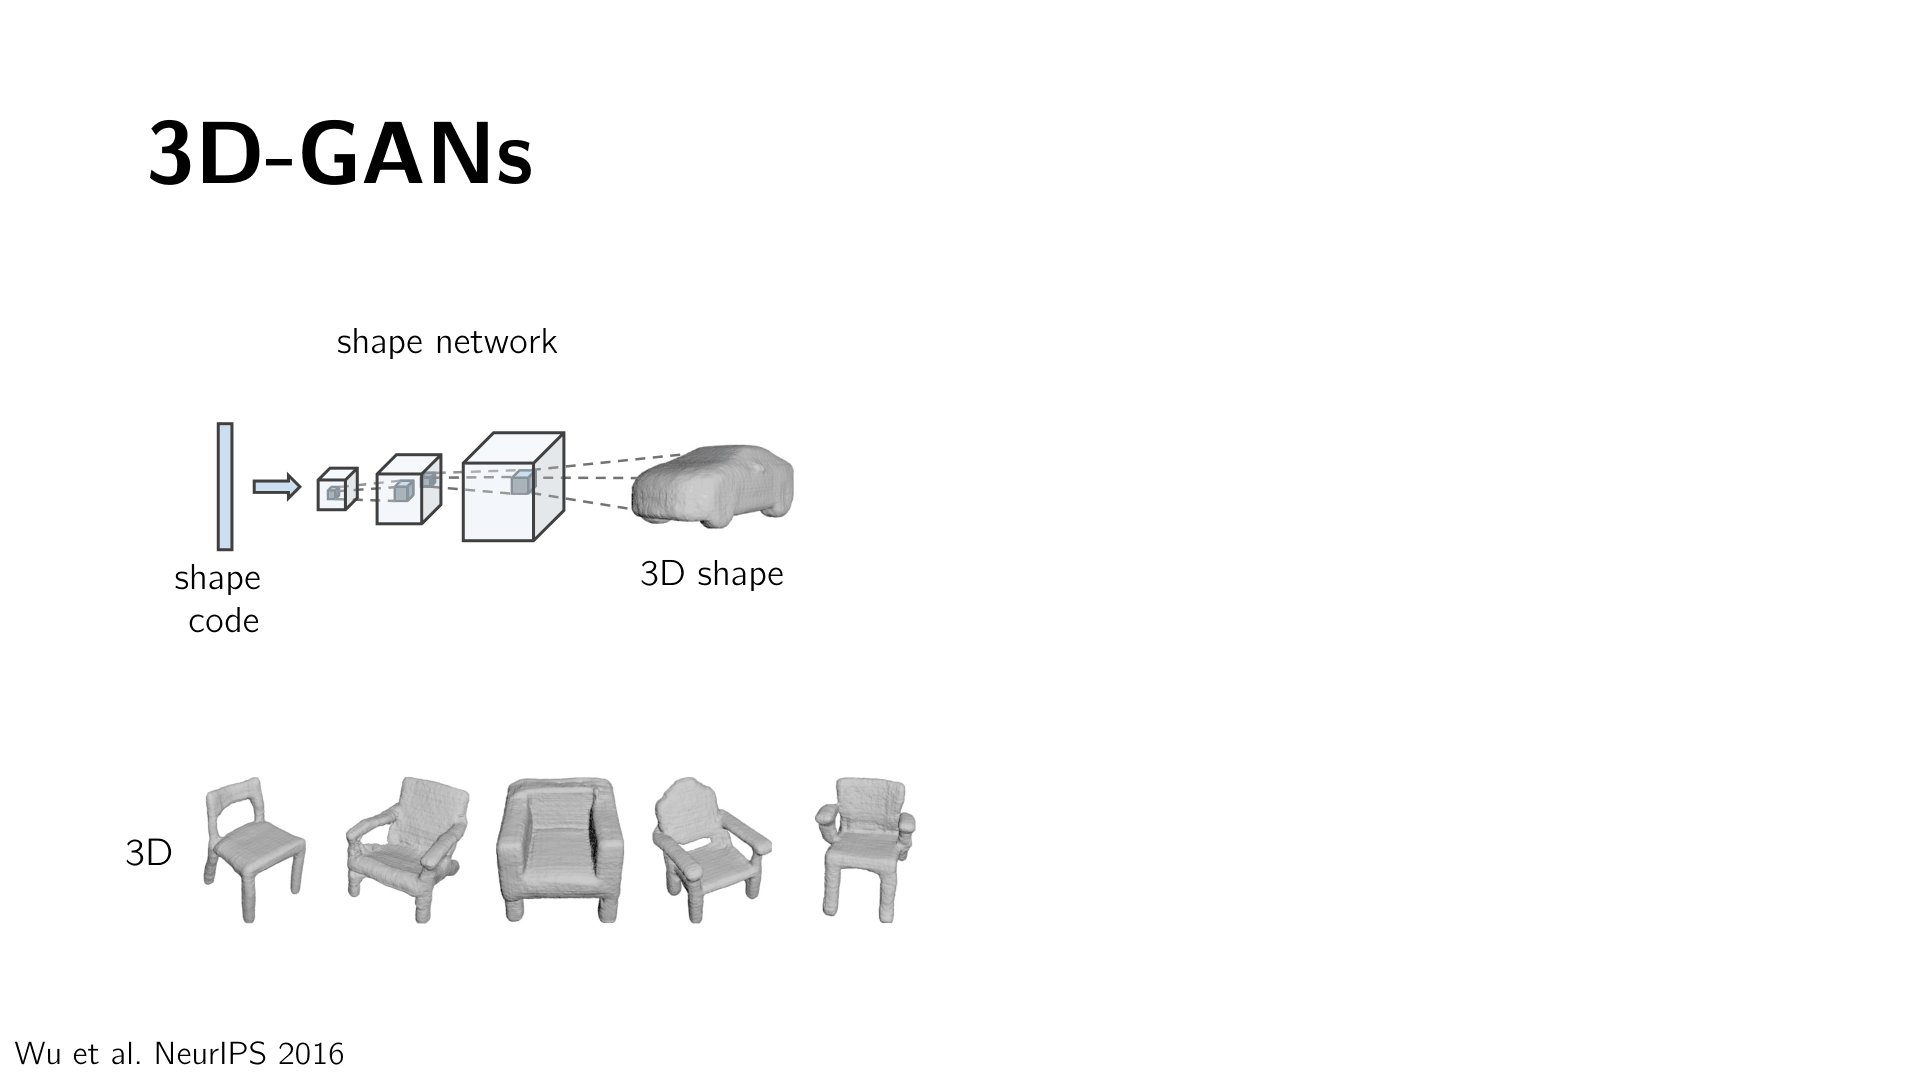 3D-GANs
shape network
shape
code
3D shape
3D
Wu et al. NeurIPS 2016